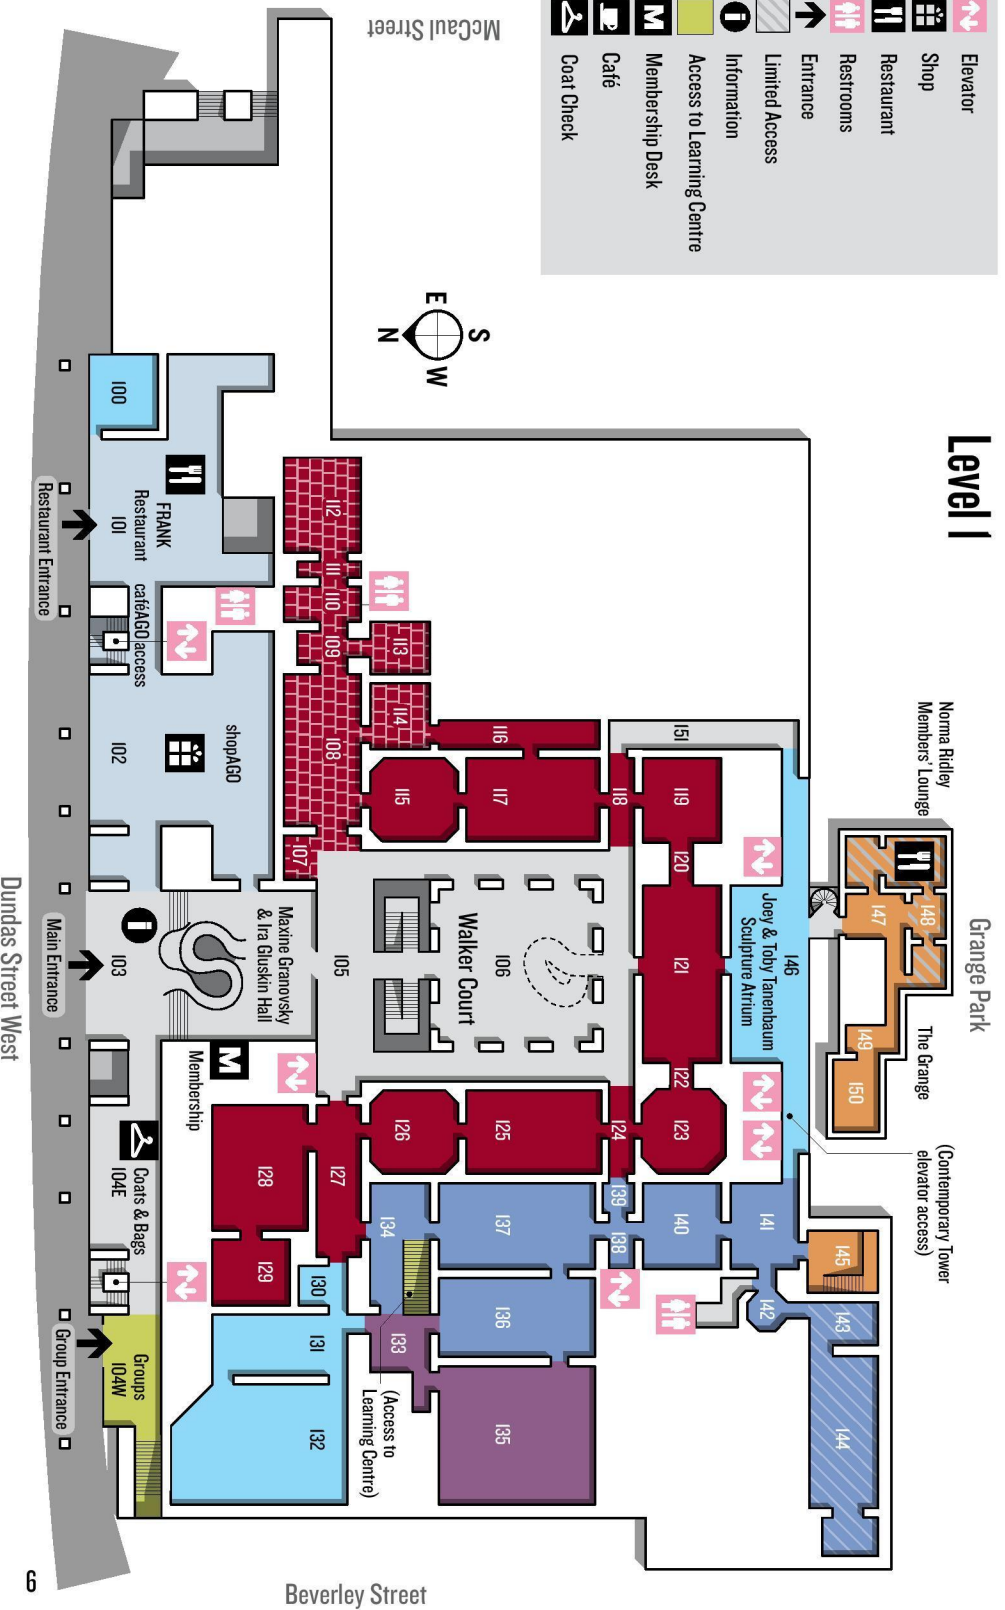 Level 1
Elevator
Shop
Restaurant
Restrooms
Entrance
Limited Access
Information
Access to Learning Centre
Membership Desk
M
Café
Coat Check
McCaul Street
E
S
N
W
Grange Park
Norma Ridley
Members' Lounge
The Grange
(Contemporary Tower
elevator access)
147
148
149
150
151
146
Joey & Toby Tanenbaum
Sculpture Atrium
145
141
142
143
144
119
120
121
122
123
140
118
124
139
138
116
117
106
Walker Court
125
137
136
135
113
114
115
126
134
133
(Access to
Learning Centre)
112
111
110
109
108
107
105
127
130
131
132
128
129
Maxine Granovsky
& Ira Gluskin Hall
M
Membership
shopAGO
102
FRANK
Restaurant
101
100
caféAGO access
103
Coats & Bags
104E
Groups
104W
Restaurant Entrance
Main Entrance
Group Entrance
Dundas Street West
Beverley Street
6